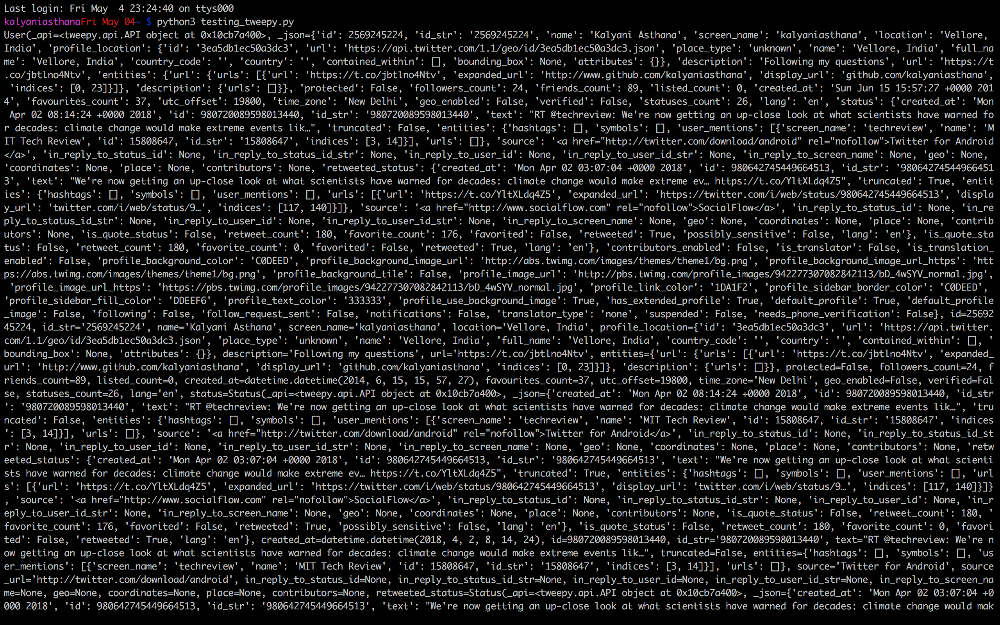 Last login: Fri May  4 23:24:40 on ttys000
kalyaniasthanaFri May 04~ $ python3 testing_tweepy.py
User(_api=<tweepy.api.API object at 0x10cb7a400>, _json={'id': 2569245224, 'id_str': '2569245224', 'name': 'Kalyani Asthana', 'screen_name': 'kalyaniasthana', 'location': 'Vellore,
India', 'profile_location': {'id': '3ea5db1ec50a3dc3', 'url': 'https://api.twitter.com/1.1/geo/id/3ea5db1ec50a3dc3.json', 'place_type': 'unknown', 'name': 'Vellore, India', 'full_na
me': 'Vellore, India', 'country_code': '', 'country': '', 'contained_within': [], 'bounding_box': None, 'attributes': {}}, 'description': 'Following my questions', 'url': 'https://t
.co/jbtlno4Ntv', 'entities': {'url': {'urls': [{'url': 'https://t.co/jbtlno4Ntv', 'expanded_url': 'http://www.github.com/kalyaniasthana', 'display_url': 'github.com/kalyaniasthana',
 'indices': [0, 23]}]}, 'description': {'urls': []}}, 'protected': False, 'followers_count': 24, 'friends_count': 89, 'listed_count': 0, 'created_at': 'Sun Jun 15 15:57:27 +0000 201
4', 'favourites_count': 37, 'utc_offset': 19800, 'time_zone': 'New Delhi', 'geo_enabled': False, 'verified': False, 'statuses_count': 26, 'lang': 'en', 'status': {'created_at': 'Mon
 Apr 02 08:14:24 +0000 2018', 'id': 980720089598013440, 'id_str': '980720089598013440', 'text': "RT @techreview: We're now getting an up-close look at what scientists have warned fo
r decades: climate change would make extreme events lik…", 'truncated': False, 'entities': {'hashtags': [], 'symbols': [], 'user_mentions': [{'screen_name': 'techreview', 'name': 'M
IT Tech Review', 'id': 15808647, 'id_str': '15808647', 'indices': [3, 14]}], 'urls': []}, 'source': '<a href="http://twitter.com/download/android" rel="nofollow">Twitter for Android
</a>', 'in_reply_to_status_id': None, 'in_reply_to_status_id_str': None, 'in_reply_to_user_id': None, 'in_reply_to_user_id_str': None, 'in_reply_to_screen_name': None, 'geo': None,
'coordinates': None, 'place': None, 'contributors': None, 'retweeted_status': {'created_at': 'Mon Apr 02 03:07:04 +0000 2018', 'id': 980642745449664513, 'id_str': '98064274544966451
3', 'text': "We're now getting an up-close look at what scientists have warned for decades: climate change would make extreme ev… https://t.co/YltXLdq4Z5", 'truncated': True, 'entit
ies': {'hashtags': [], 'symbols': [], 'user_mentions': [], 'urls': [{'url': 'https://t.co/YltXLdq4Z5', 'expanded_url': 'https://twitter.com/i/web/status/980642745449664513', 'displa
y_url': 'twitter.com/i/web/status/9…', 'indices': [117, 140]}]}, 'source': '<a href="http://www.socialflow.com" rel="nofollow">SocialFlow</a>', 'in_reply_to_status_id': None, 'in_re
ply_to_status_id_str': None, 'in_reply_to_user_id': None, 'in_reply_to_user_id_str': None, 'in_reply_to_screen_name': None, 'geo': None, 'coordinates': None, 'place': None, 'contrib
utors': None, 'is_quote_status': False, 'retweet_count': 180, 'favorite_count': 176, 'favorited': False, 'retweeted': True, 'possibly_sensitive': False, 'lang': 'en'}, 'is_quote_sta
tus': False, 'retweet_count': 180, 'favorite_count': 0, 'favorited': False, 'retweeted': True, 'lang': 'en'}, 'contributors_enabled': False, 'is_translator': False, 'is_translation_
enabled': False, 'profile_background_color': 'C0DEED', 'profile_background_image_url': 'http://abs.twimg.com/images/themes/theme1/bg.png', 'profile_background_image_url_https': 'htt
ps://abs.twimg.com/images/themes/theme1/bg.png', 'profile_background_tile': False, 'profile_image_url': 'http://pbs.twimg.com/profile_images/942277307082842113/bD_4wSYV_normal.jpg',
 'profile_image_url_https': 'https://pbs.twimg.com/profile_images/942277307082842113/bD_4wSYV_normal.jpg', 'profile_link_color': '1DA1F2', 'profile_sidebar_border_color': 'C0DEED',
'profile_sidebar_fill_color': 'DDEEF6', 'profile_text_color': '333333', 'profile_use_background_image': True, 'has_extended_profile': True, 'default_profile': True, 'default_profile
_image': False, 'following': False, 'follow_request_sent': False, 'notifications': False, 'translator_type': 'none', 'suspended': False, 'needs_phone_verification': False}, id=25692
45224, id_str='2569245224', name='Kalyani Asthana', screen_name='kalyaniasthana', location='Vellore, India', profile_location={'id': '3ea5db1ec50a3dc3', 'url': 'https://api.twitter.
com/1.1/geo/id/3ea5db1ec50a3dc3.json', 'place_type': 'unknown', 'name': 'Vellore, India', 'full_name': 'Vellore, India', 'country_code': '', 'country': '', 'contained_within': [], '
bounding_box': None, 'attributes': {}}, description='Following my questions', url='https://t.co/jbtlno4Ntv', entities={'url': {'urls': [{'url': 'https://t.co/jbtlno4Ntv', 'expanded_
url': 'http://www.github.com/kalyaniasthana', 'display_url': 'github.com/kalyaniasthana', 'indices': [0, 23]}]}, 'description': {'urls': []}}, protected=False, followers_count=24, f
riends_count=89, listed_count=0, created_at=datetime.datetime(2014, 6, 15, 15, 57, 27), favourites_count=37, utc_offset=19800, time_zone='New Delhi', geo_enabled=False, verified=Fal
se, statuses_count=26, lang='en', status=Status(_api=<tweepy.api.API object at 0x10cb7a400>, _json={'created_at': 'Mon Apr 02 08:14:24 +0000 2018', 'id': 980720089598013440, 'id_str
': '980720089598013440', 'text': "RT @techreview: We're now getting an up-close look at what scientists have warned for decades: climate change would make extreme events lik…", 'tru
ncated': False, 'entities': {'hashtags': [], 'symbols': [], 'user_mentions': [{'screen_name': 'techreview', 'name': 'MIT Tech Review', 'id': 15808647, 'id_str': '15808647', 'indices
': [3, 14]}], 'urls': []}, 'source': '<a href="http://twitter.com/download/android" rel="nofollow">Twitter for Android</a>', 'in_reply_to_status_id': None, 'in_reply_to_status_id_st
r': None, 'in_reply_to_user_id': None, 'in_reply_to_user_id_str': None, 'in_reply_to_screen_name': None, 'geo': None, 'coordinates': None, 'place': None, 'contributors': None, 'retw
eeted_status': {'created_at': 'Mon Apr 02 03:07:04 +0000 2018', 'id': 980642745449664513, 'id_str': '980642745449664513', 'text': "We're now getting an up-close look at what scienti
sts have warned for decades: climate change would make extreme ev… https://t.co/YltXLdq4Z5", 'truncated': True, 'entities': {'hashtags': [], 'symbols': [], 'user_mentions': [], 'url
s': [{'url': 'https://t.co/YltXLdq4Z5', 'expanded_url': 'https://twitter.com/i/web/status/980642745449664513', 'display_url': 'twitter.com/i/web/status/9…', 'indices': [117, 140]}]}
, 'source': '<a href="http://www.socialflow.com" rel="nofollow">SocialFlow</a>', 'in_reply_to_status_id': None, 'in_reply_to_status_id_str': None, 'in_reply_to_user_id': None, 'in_r
eply_to_user_id_str': None, 'in_reply_to_screen_name': None, 'geo': None, 'coordinates': None, 'place': None, 'contributors': None, 'is_quote_status': False, 'retweet_count': 180, '
favorite_count': 176, 'favorited': False, 'retweeted': True, 'possibly_sensitive': False, 'lang': 'en'}, 'is_quote_status': False, 'retweet_count': 180, 'favorite_count': 0, 'favori
ted': False, 'retweeted': True, 'lang': 'en'}, created_at=datetime.datetime(2018, 4, 2, 8, 14, 24), id=980720089598013440, id_str='980720089598013440', text="RT @techreview: We're n
ow getting an up-close look at what scientists have warned for decades: climate change would make extreme events lik…", truncated=False, entities={'hashtags': [], 'symbols': [], 'us
er_mentions': [{'screen_name': 'techreview', 'name': 'MIT Tech Review', 'id': 15808647, 'id_str': '15808647', 'indices': [3, 14]}], 'urls': []}, source='Twitter for Android', source
_url='http://twitter.com/download/android', in_reply_to_status_id=None, in_reply_to_status_id_str=None, in_reply_to_user_id=None, in_reply_to_user_id_str=None, in_reply_to_screen_na
me=None, geo=None, coordinates=None, place=None, contributors=None, retweeted_status=Status(_api=<tweepy.api.API object at 0x10cb7a400>, _json={'created_at': 'Mon Apr 02 03:07:04 +0
000 2018', 'id': 980642745449664513, 'id_str': '980642745449664513', 'text': "We're now getting an up-close look at what scientists have warned for decades: climate change would mak